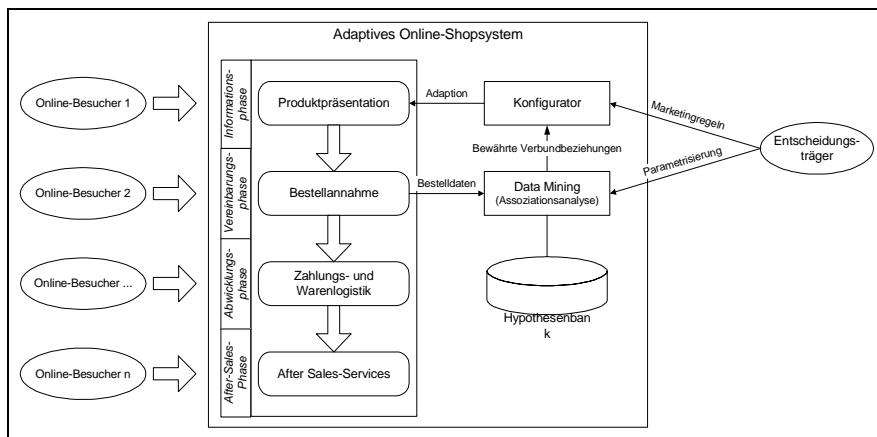 Adaptives Online-Shopsystem
Online-Besucher 1
Informations-
phase
Produktpräsentation
Adaption
Konfigurator
Marketingregeln
Entscheidungs-
träger
Parametrisierung
Bewährte Verbundbeziehungen
Online-Besucher 2
Vereinbarungs-
phase
Bestellannahme
Bestelldaten
Data Mining
(Assoziationsanalyse)
Online-Besucher ...
Abwicklungs-
phase
Zahlungs- und
Warenlogistik
Hypothesenban
k
Online-Besucher n
After-Sales-
Phase
After Sales-Services